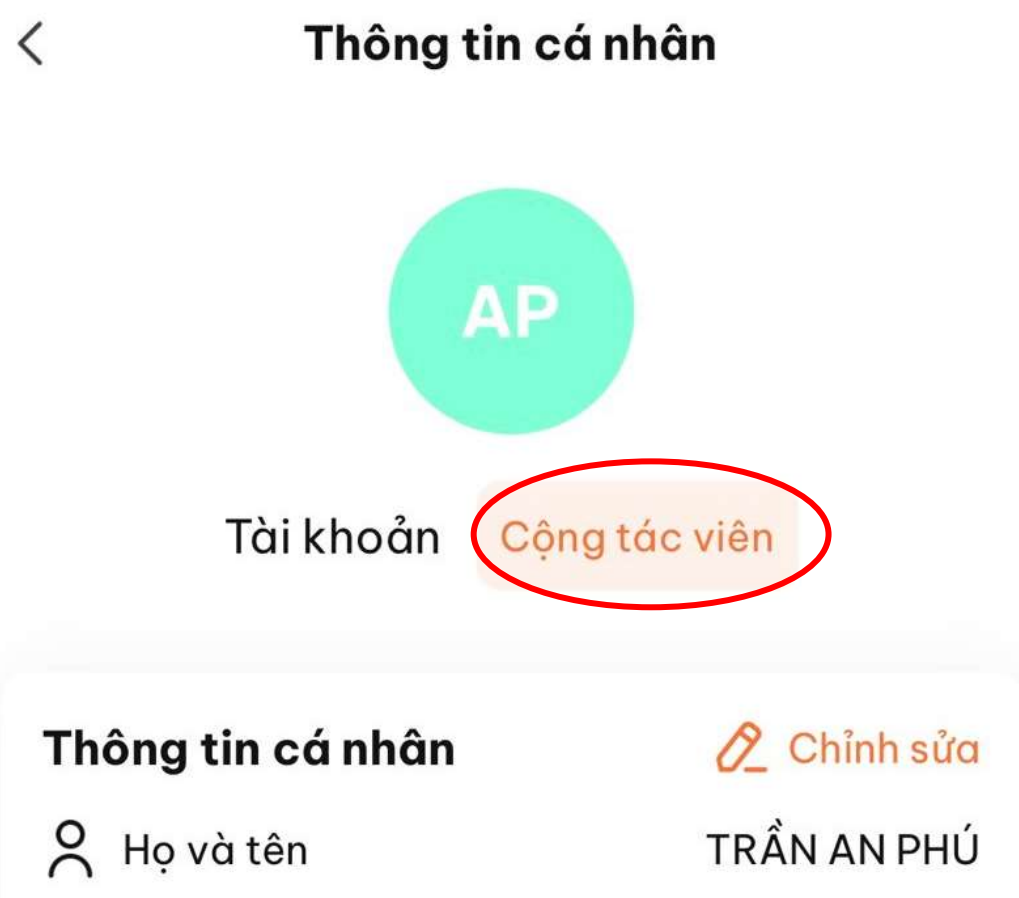 Thông tin cá nhân
AP
Tài khoản Cộng tác viên
Thông tin cá nhân Chỉnh sửa
Họ và tên TRẦN AN PHÚ